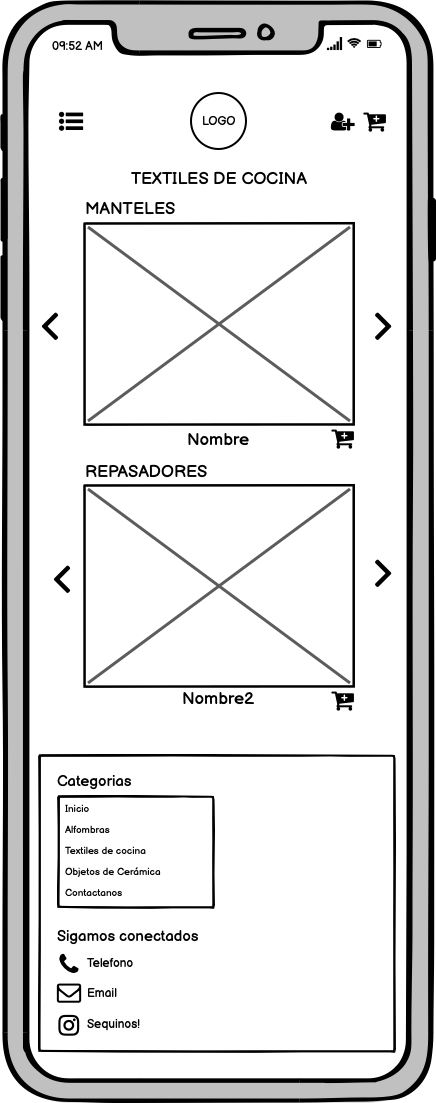 09:52 AM
LOGO
TEXTILES DE COCINA
MANTELES
Nombre
REPASADORES
Nombre2
Categorias
Inicio
Alfombras
Textiles de cocina
Objetos de Cerámica
Contactanos
Sigamos conectados
Telefono
Email
Sequinos!